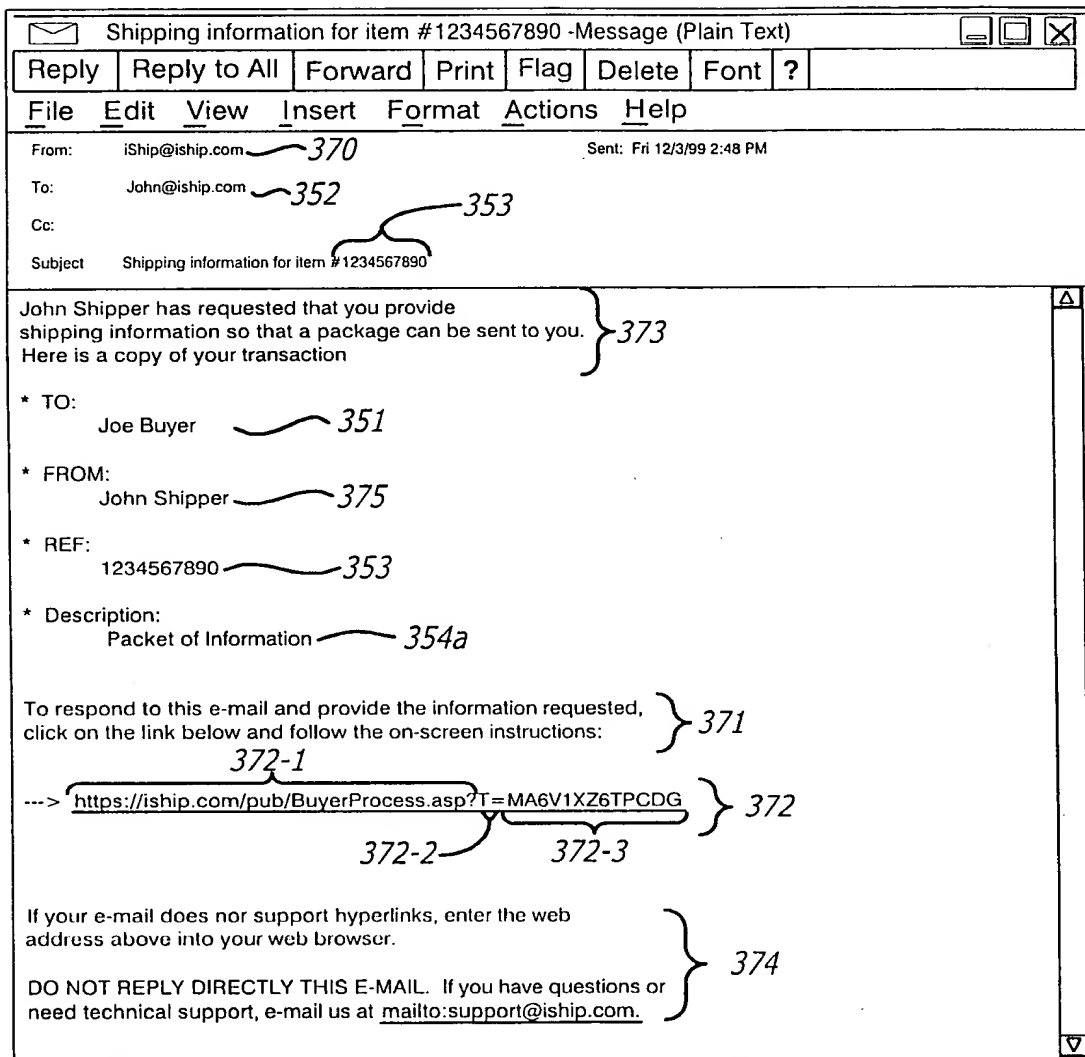 Shipping information for item #1234567890 -Message (Plain Text)
Reply Reply to All Forward Print Flag Delete Font ?
File Edit View Insert Format Actions Help
From: iShip@iship.com 370 Sent: Fri 12/3/99 2:48 PM
To: John@iship.com 352
353
Cc:
Subject Shipping information for item #1234567890
John Shipper has requested that you provide
shipping information so that a package can be sent to you. 373
Here is a copy of your transaction
* TO:
Joe Buyer 351
* FROM:
John Shipper 375
* REF:
1234567890 353
* Description:
Packet of Information 354a
To respond to this e-mail and provide the information requested,
click on the link below and follow the on-screen instructions: 371
372-1
---> https://iship.com/pub/BuyerProcess.asp?T=MA6V1XZ6TPCDG 372
372-2 372-3
If your e-mail does nor support hyperlinks, enter the web
address above into your web browser.
374
DO NOT REPLY DIRECTLY THIS E-MAIL. If you have questions or
need technical support, e-mail us at mailto:support@iship.com.